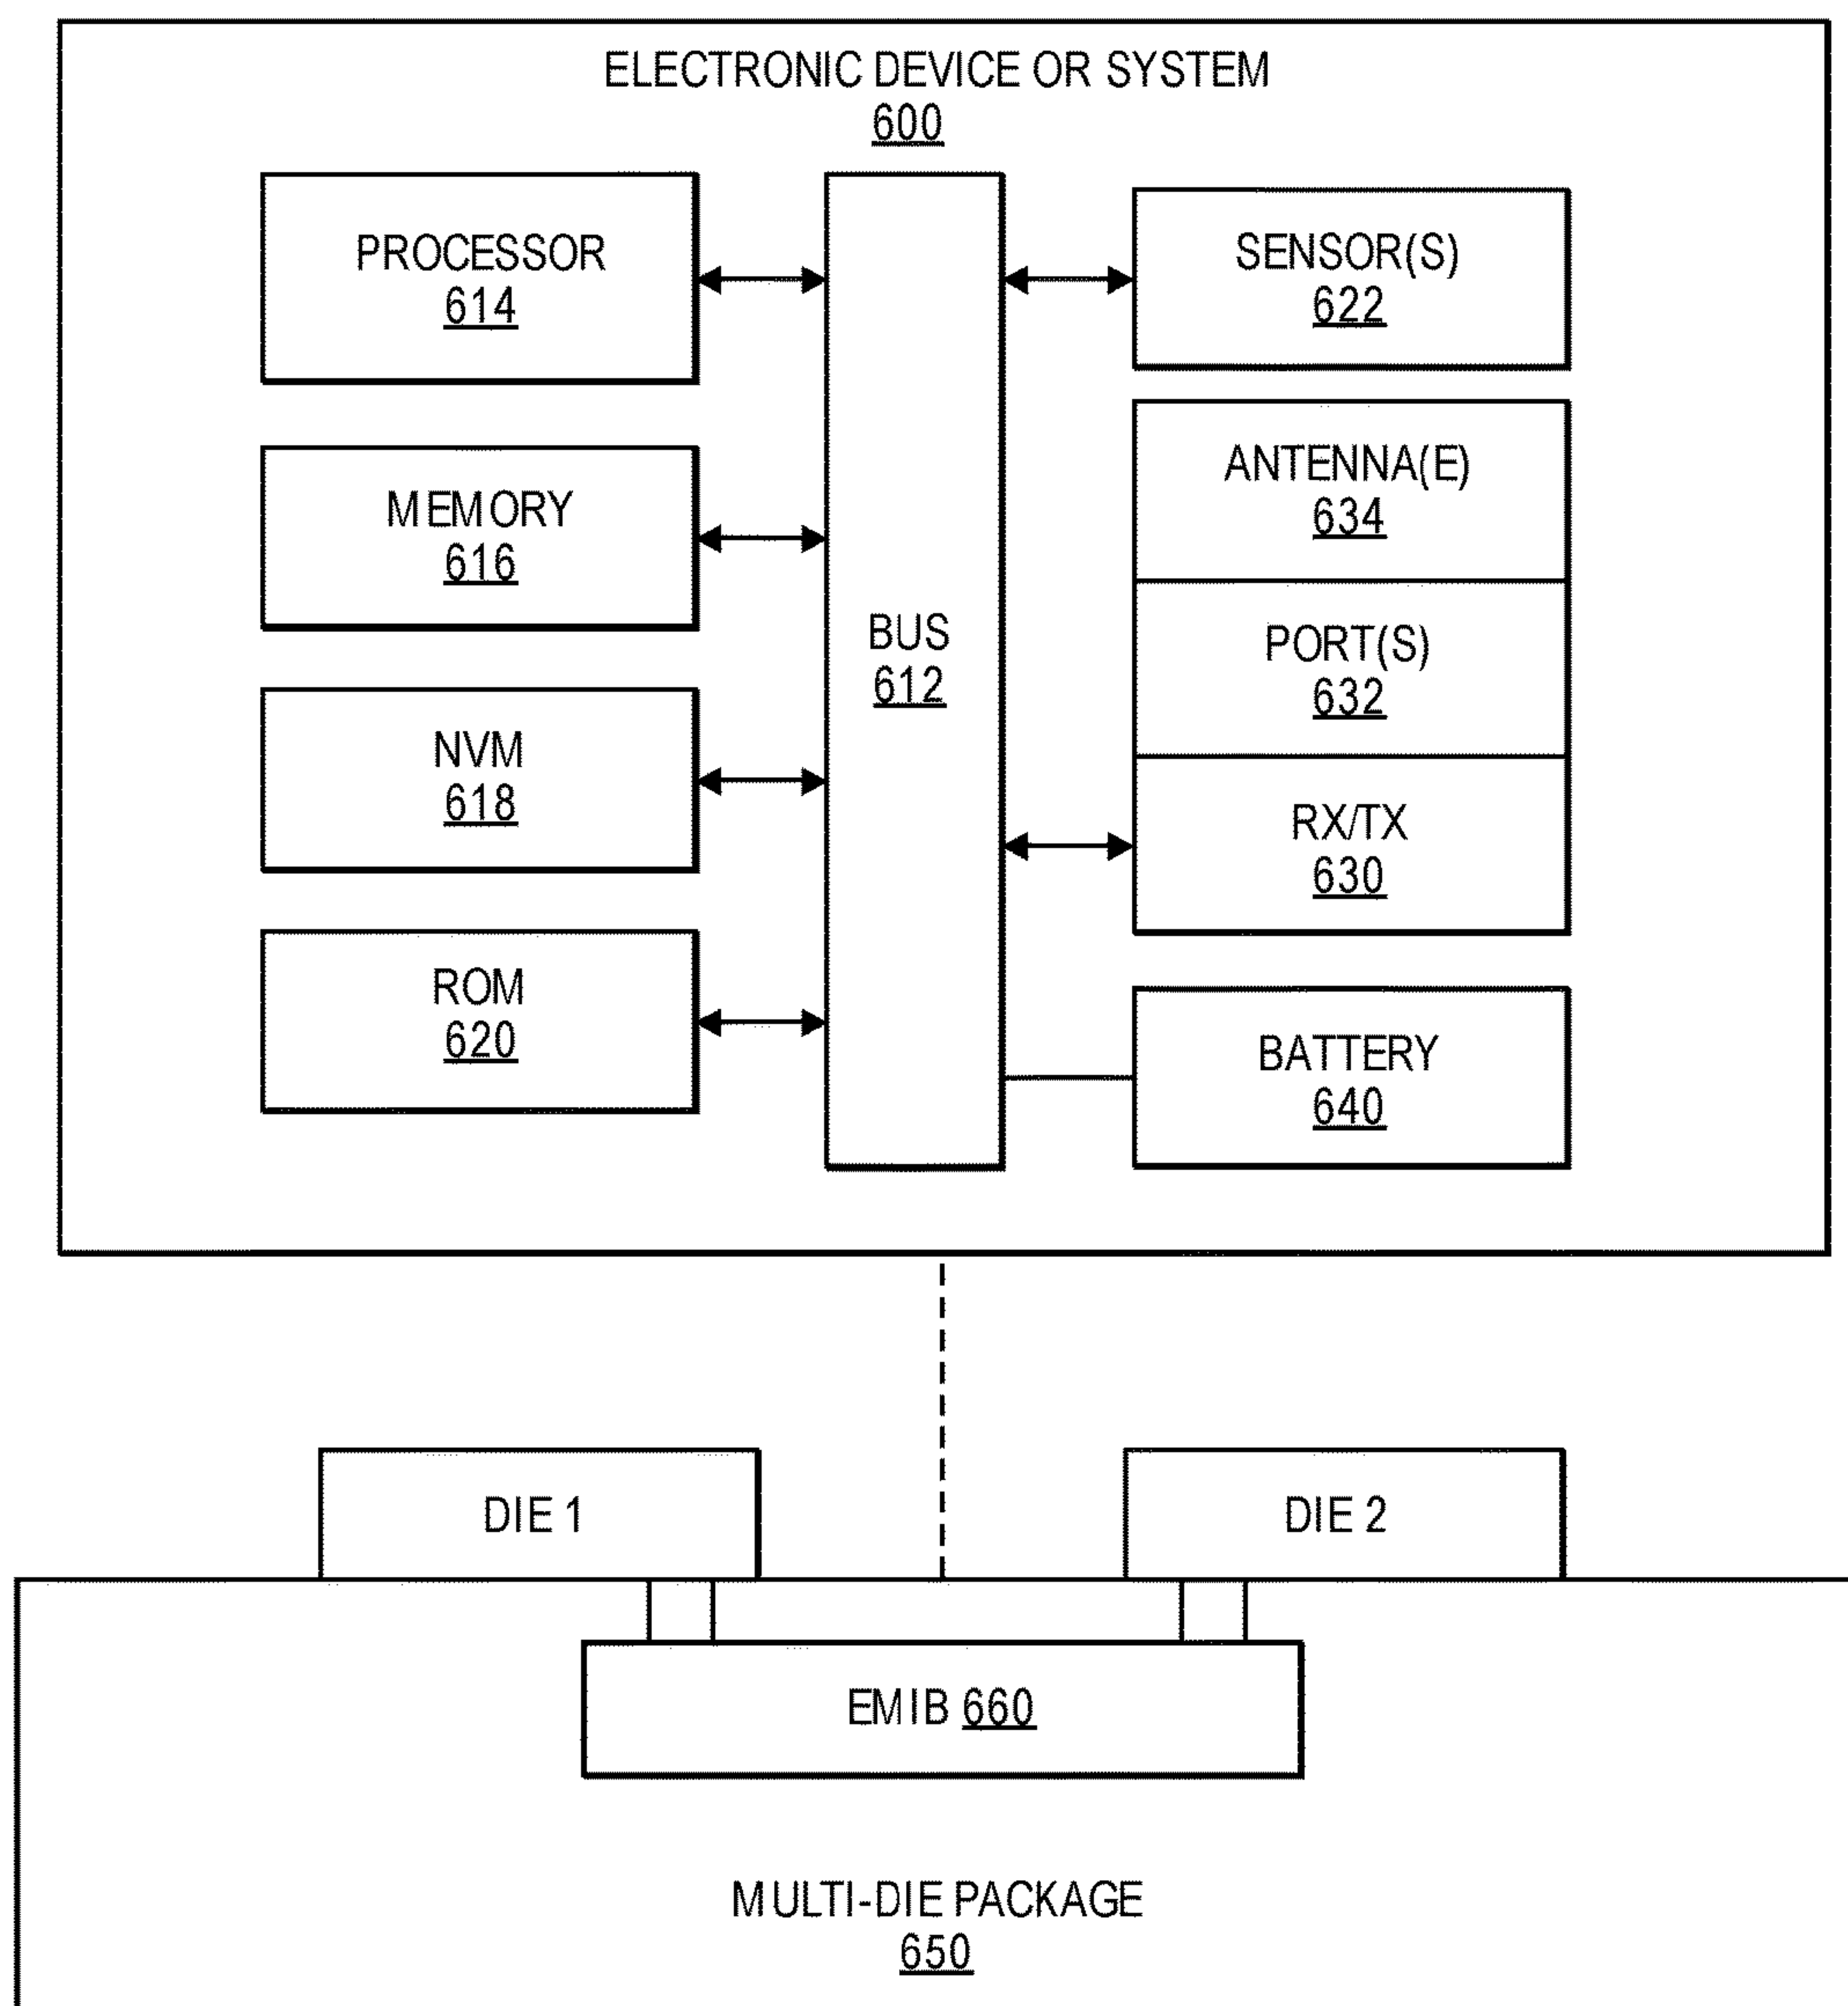 ELECTRONIC DEVICE OR SYSTEM
600
PROCESSOR
614
MEMORY
616
NVM
618
ROM
620
BUS
612
SENSOR(S)
622
ANTENNA(E)
634
PORT(S)
632
RX/TX
630
BATTERY
640
DIE 1
DIE 2
EMIB 660
MULTI-DIE PACKAGE
650